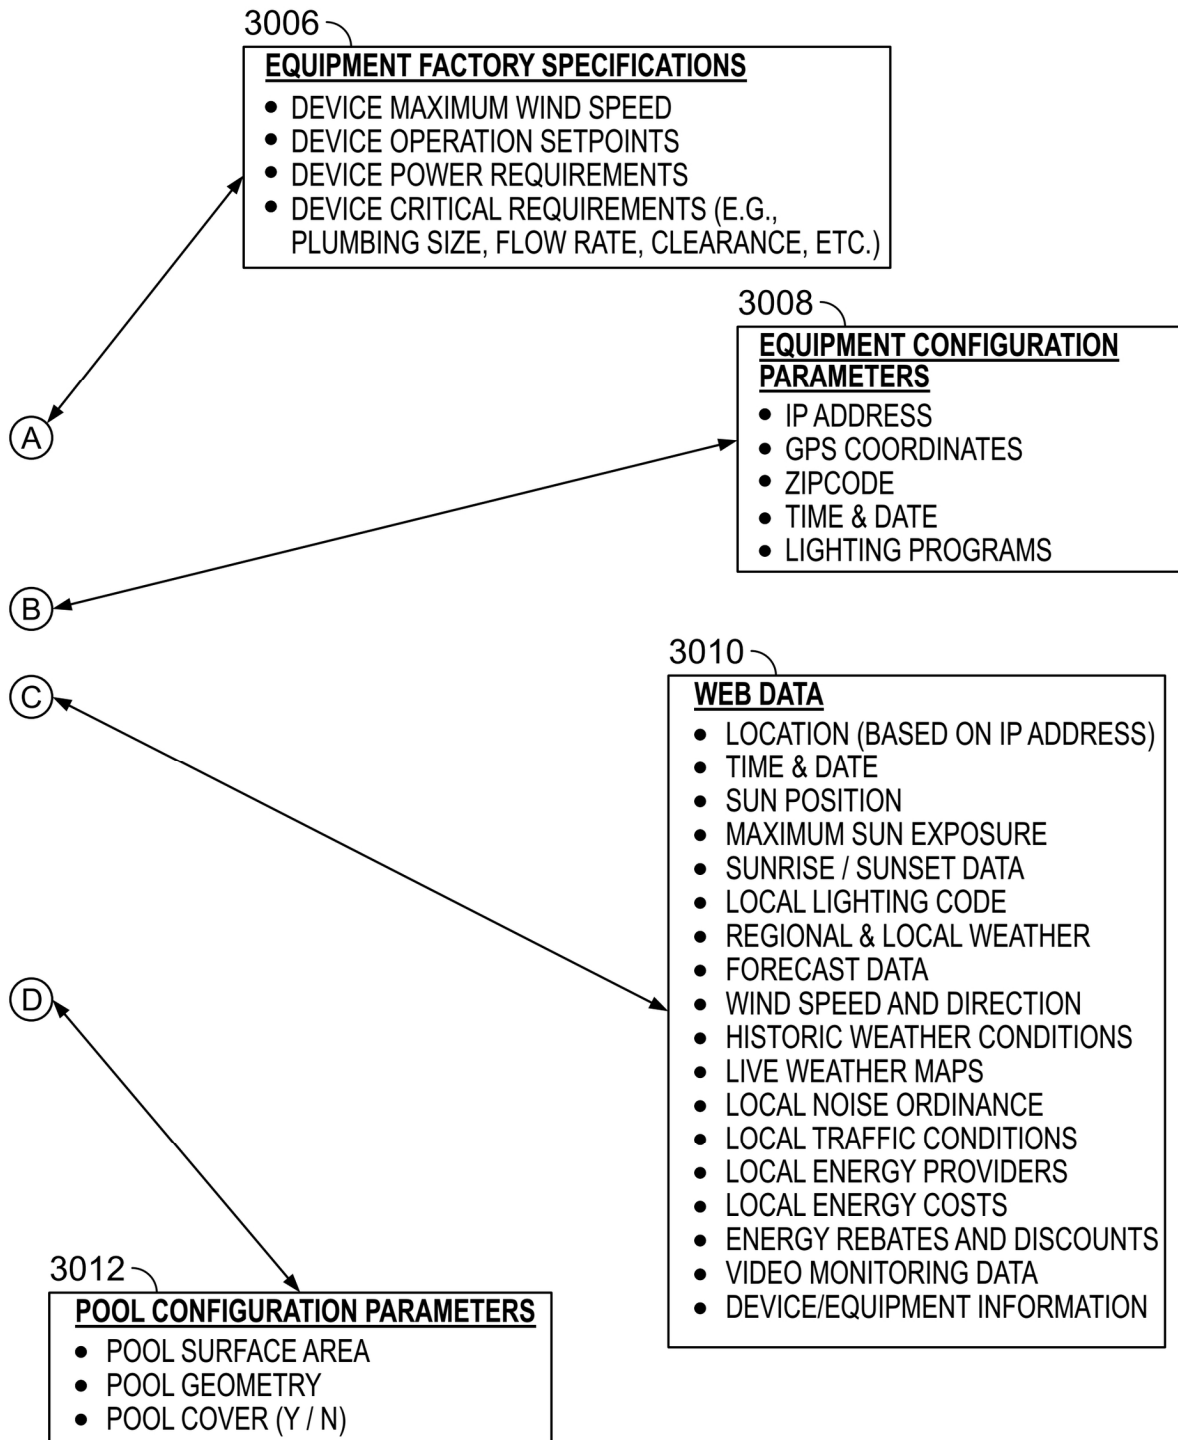 3006
EQUIPMENT FACTORY SPECIFICATIONS
• DEVICE MAXIMUM WIND SPEED
• DEVICE OPERATION SETPOINTS
• DEVICE POWER REQUIREMENTS
• DEVICE CRITICAL REQUIREMENTS (E.G.,
PLUMBING SIZE, FLOW RATE, CLEARANCE, ETC.)
A
3008
EQUIPMENT CONFIGURATION
PARAMETERS
• IP ADDRESS
• GPS COORDINATES
• ZIPCODE
• TIME & DATE
• LIGHTING PROGRAMS
B
C
3010
WEB DATA
• LOCATION (BASED ON IP ADDRESS)
• TIME & DATE
• SUN POSITION
• MAXIMUM SUN EXPOSURE
• SUNRISE / SUNSET DATA
• LOCAL LIGHTING CODE
• REGIONAL & LOCAL WEATHER
• FORECAST DATA
• WIND SPEED AND DIRECTION
• HISTORIC WEATHER CONDITIONS
• LIVE WEATHER MAPS
• LOCAL NOISE ORDINANCE
• LOCAL TRAFFIC CONDITIONS
• LOCAL ENERGY PROVIDERS
• LOCAL ENERGY COSTS
• ENERGY REBATES AND DISCOUNTS
• VIDEO MONITORING DATA
• DEVICE/EQUIPMENT INFORMATION
D
3012
POOL CONFIGURATION PARAMETERS
• POOL SURFACE AREA
• POOL GEOMETRY
• POOL COVER (Y / N)